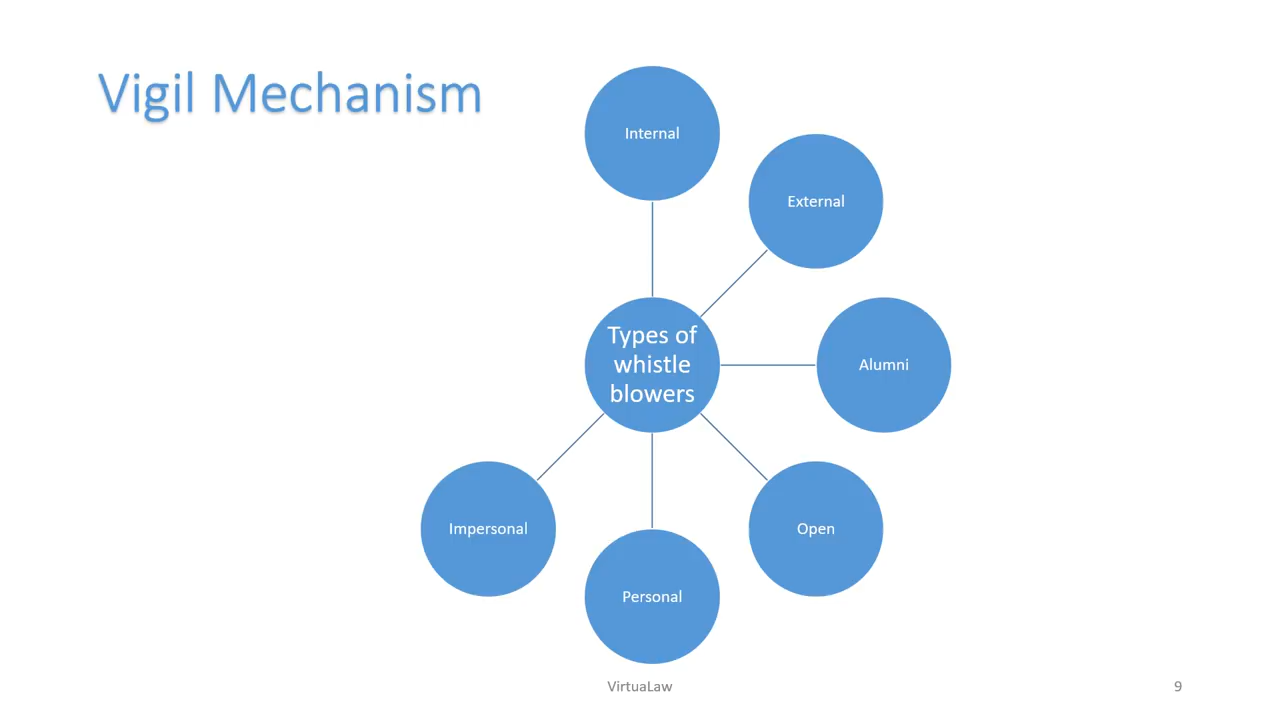 Vigil Mechanism
Internal
External
Types of
whistle
blowers
Alumni
Impersonal
Open
Personal
VirtuaLaw
9